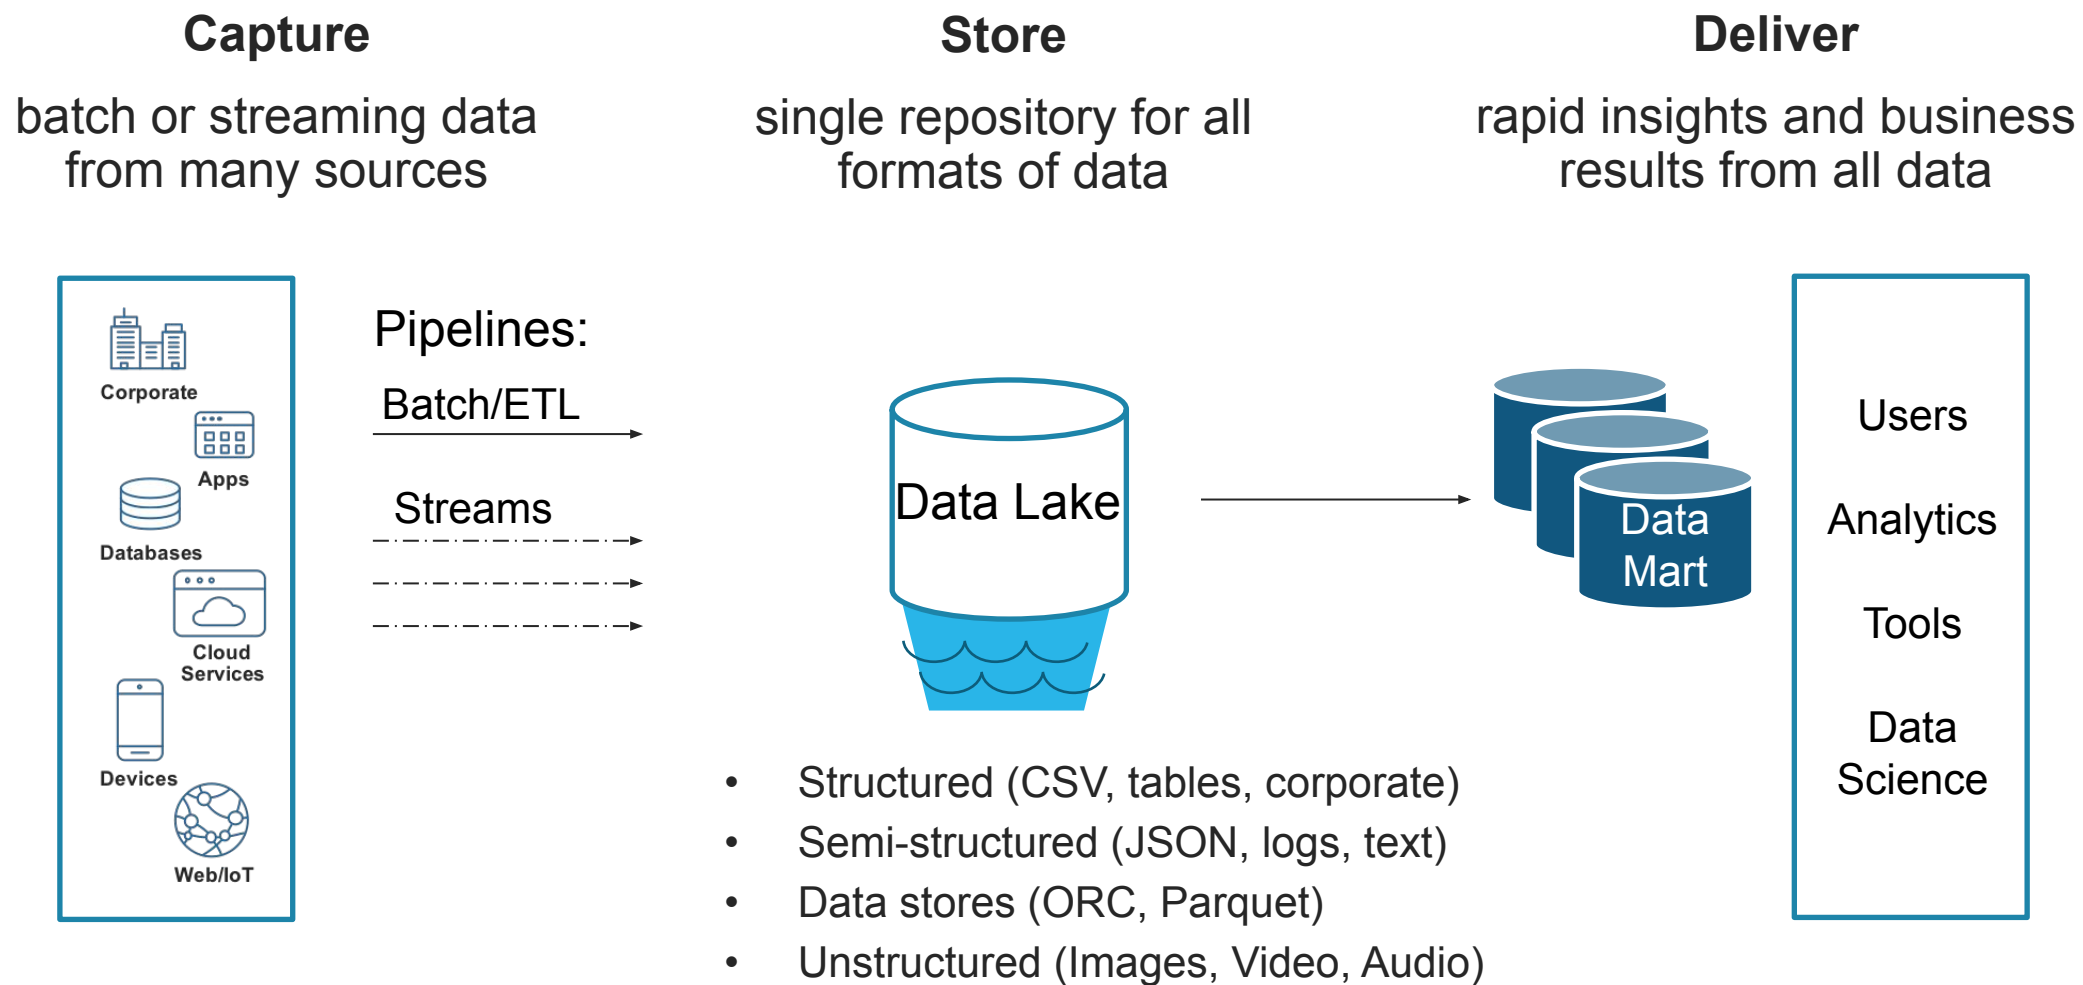 Capture
batch or streaming data
from many sources
Store
single repository for all
formats of data
Deliver
rapid insights and business
results from all data
Corporate
Apps
Databases
Cloud
Services
Devices
Web/IoT
Pipelines:
Batch/ETL
Streams
Data Lake
• Structured (CSV, tables, corporate)
• Semi-structured (JSON, logs, text)
• Data stores (ORC, Parquet)
• Unstructured (Images, Video, Audio)
Data
Mart
Users
Analytics
Tools
Data
Science